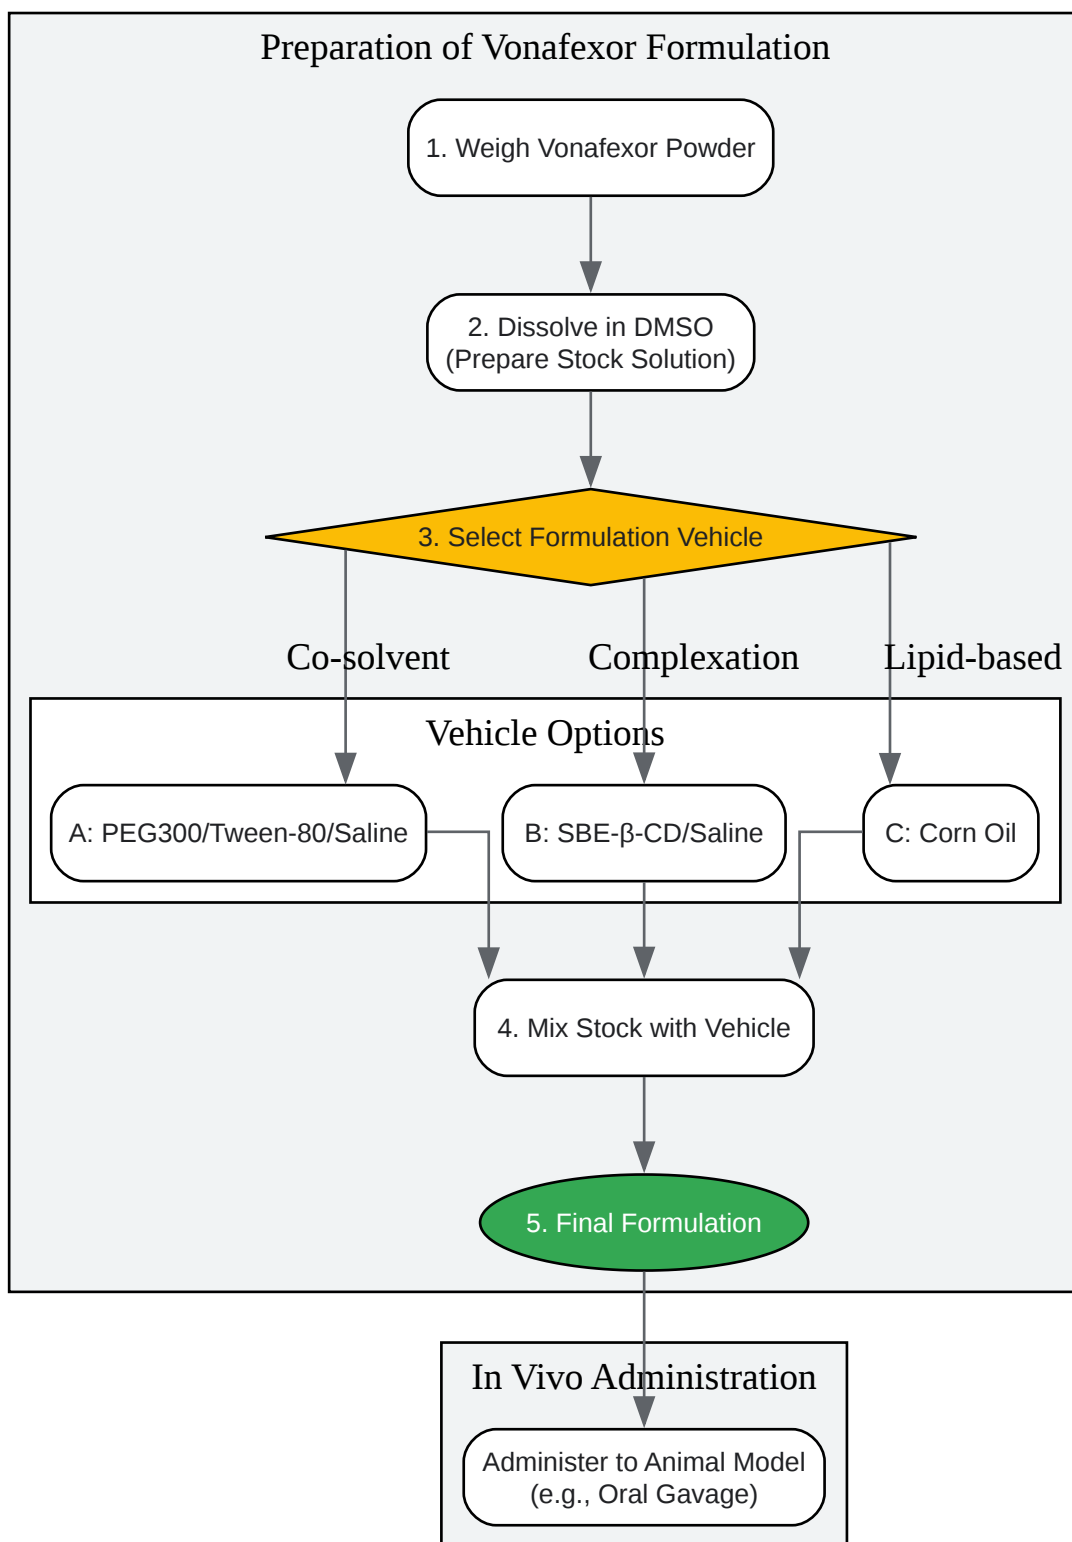 Preparation of Vonafexor Formulation
1. Weigh Vonafexor Powder
2. Dissolve in DMSO
(Prepare Stock Solution)
3. Select Formulation Vehicle
Co-solvent
Complexation
Lipid-based
Vehicle Options
A: PEG300/Tween-80/Saline
B: SBE-β-CD/Saline
C: Corn Oil
4. Mix Stock with Vehicle
5. Final Formulation
In Vivo Administration
Administer to Animal Model
(e.g., Oral Gavage)